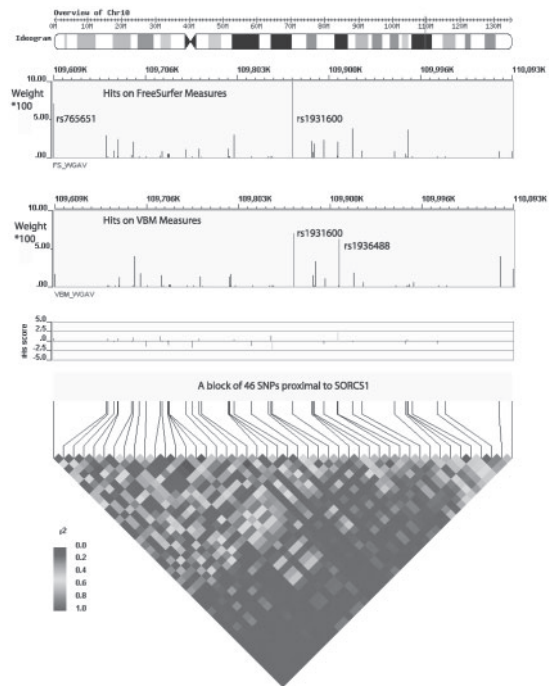 Overview of Chr10
0M 10M 20M 30M 40M 50M 60M 70M 80M 90M 100M 110M 120M 130M
Ideogram
109,609K 109,706K 109,803K 109,900K 109,996K 110,093K
10.00
Weight
*100
Hits on FreeSurfer Measures
5.00
rs765651
rs1931600
.00
FS_WGAV
109,609K 109,706K 109,803K 109,900K 109,996K 110,093K
10.00
Weight
*100
Hits on VBM Measures
rs1931600
rs1936488
5.00
.00
VBM_WGAV
5.0
2.5
.0
-2.5
-5.0
score
A block of 46 SNPs proximal to SORCS1
r2
0.0
0.2
0.4
0.6
0.8
1.0